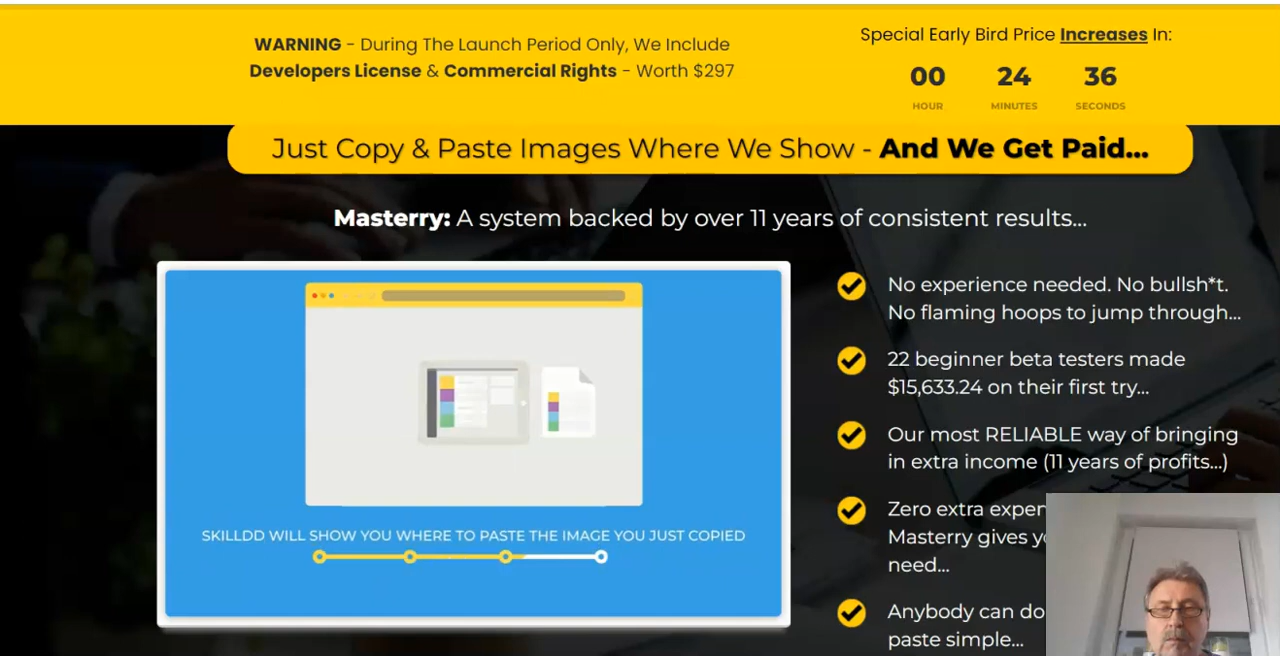 WARNING - During The Launch Period Only, We Include
Developers License & Commercial Rights - Worth $297
Special Early Bird Price Increases In:
00 24 36
HOUR MINUTES SECONDS
Just Copy & Paste Images Where We Show - And We Get Paid...
Masterry: A system backed by over 11 years of consistent results...
SKILLDD WILL SHOW YOU WHERE TO PASTE THE IMAGE YOU JUST COPIED
No experience needed. No bullsh*t.
No flaming hoops to jump through...
22 beginner beta testers made
$15,633.24 on their first try...
Our most RELIABLE way of bringing
in extra income (11 years of profits...)
Zero extra
Masterry gives
need...
Anybody can do
paste simple...